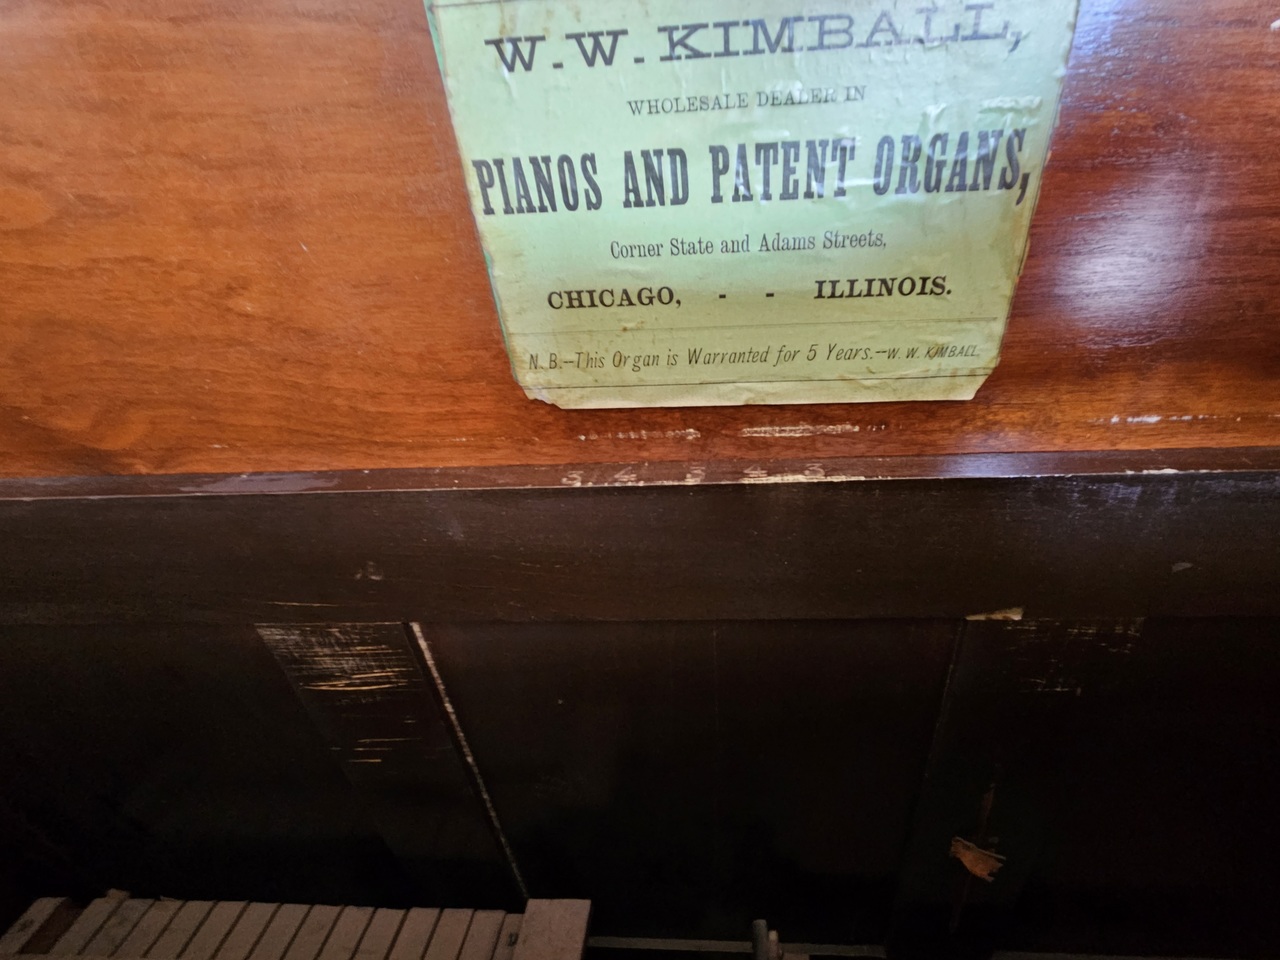 W. W. KIMBALL,
WHOLESALE DEALER IN
PIANOS AND PATENT ORGANS,
Corner State and Adams Streets,
CHICAGO, - - ILLINOIS.
N. B.—This Organ is Warranted for 5 Years.—W. W. KIMBALL.